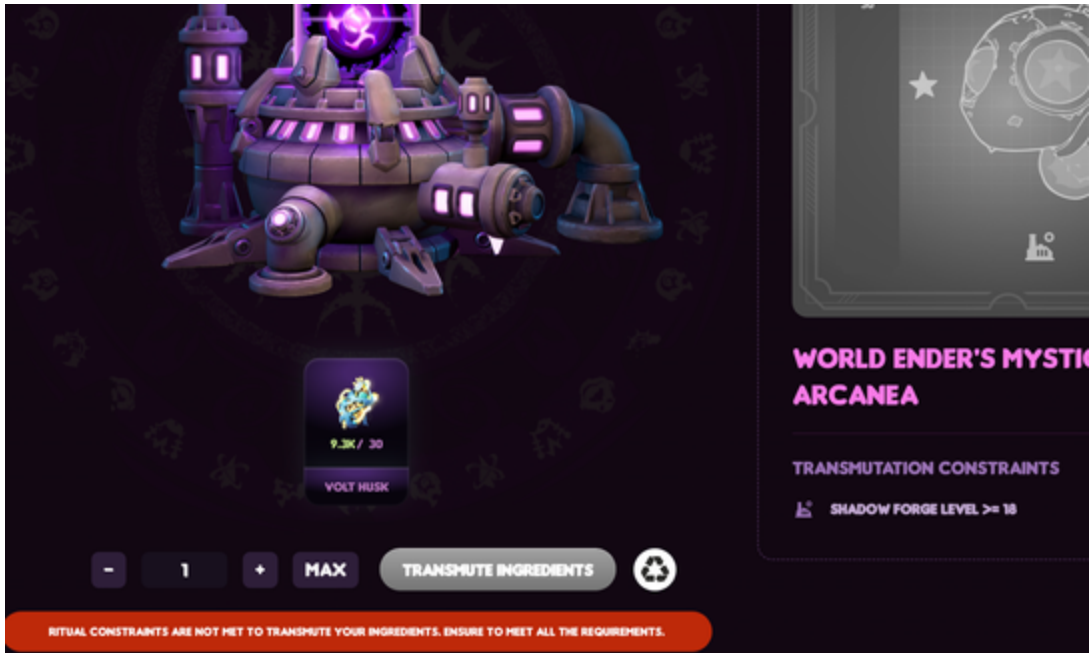 9.3K / 30
VOLT HUSK
- 1 + MAX TRANSMUTE INGREDIENTS
RITUAL CONSTRAINTS ARE NOT MET TO TRANSMUTE YOUR INGREDIENTS. ENSURE TO MEET ALL THE REQUIREMENTS.
WORLD ENDER'S MYSTIC
ARCANEA
TRANSMUTATION CONSTRAINTS
SHADOW FORGE LEVEL >= 18